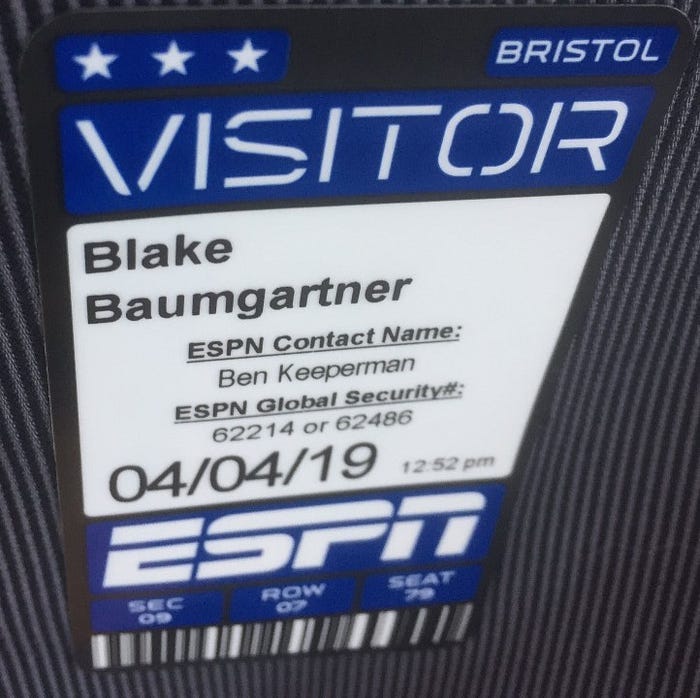 BRISTOL
VISITOR
Blake
Baumgartner
ESPN Contact Name:
Ben Keeperman
ESPN Global Security#:
62214 or 62486
04/04/19 12:52 pm
ESPN
SEC ROW SEAT
09 07 79